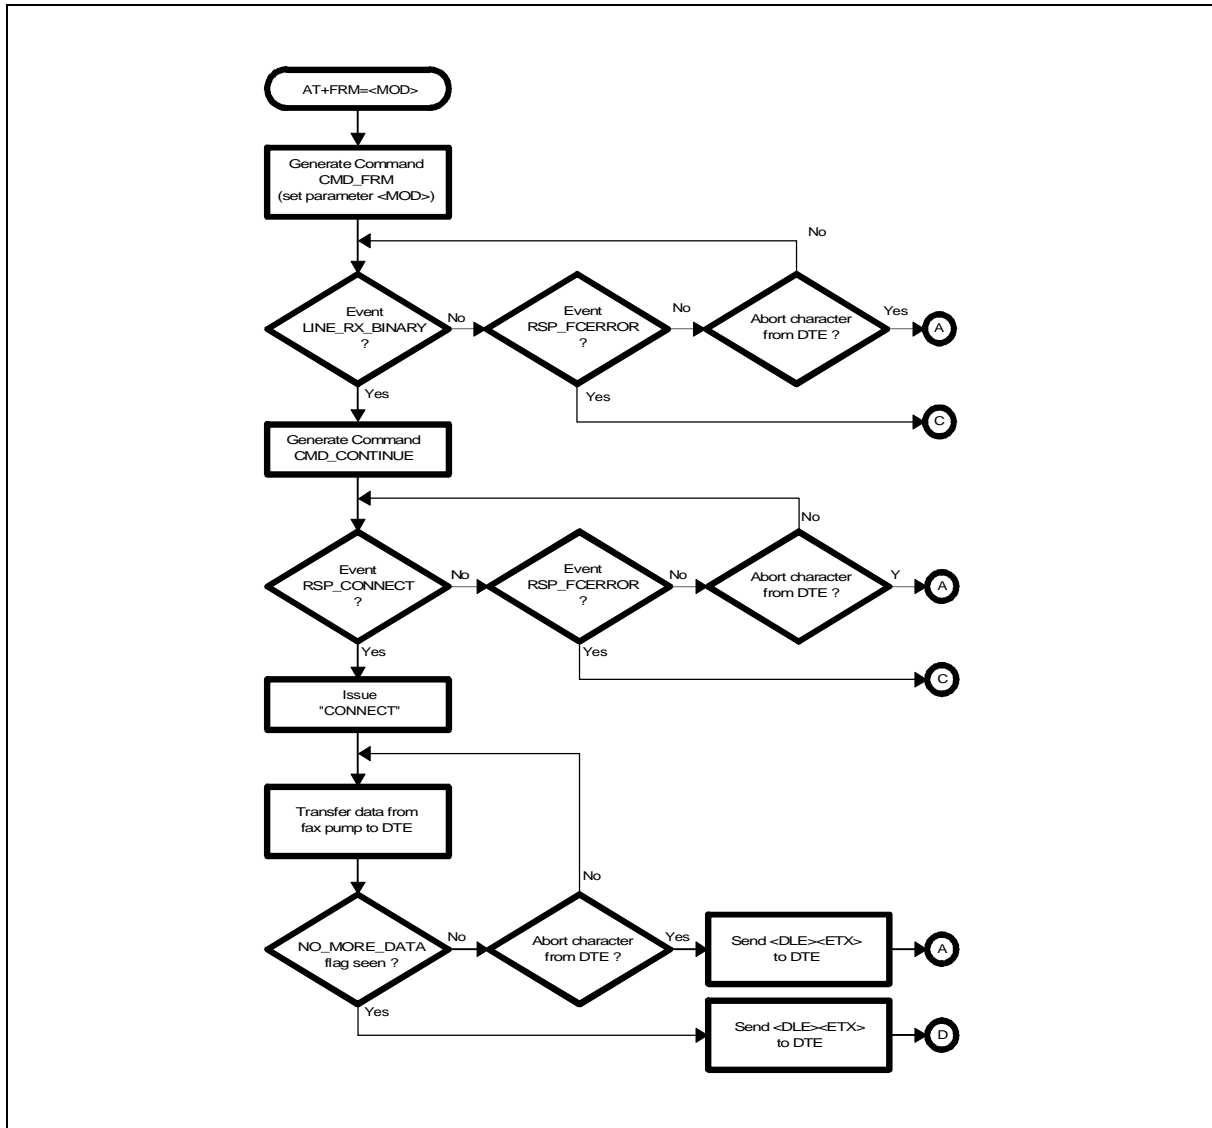 AT+FRM=<MOD>
Generate Command
CMD_FRM
(set parameter <MOD>)
No
Event
LINE_RX_BINARY
?
No
Event
RSP_FCERROR
?
No
Abort character
from DTE ?
Yes
A
Yes
Yes
C
Generate Command
CMD_CONTINUE
No
Event
RSP_CONNECT
?
No
Event
RSP_FCERROR
?
No
Abort character
from DTE ?
Y
A
Yes
Yes
C
Issue
"CONNECT"
Transfer data from
fax pump to DTE
No
NO_MORE_DATA
flag seen ?
No
Abort character
from DTE ?
Yes
Send <DLE><ETX>
to DTE
A
Yes
Send <DLE><ETX>
to DTE
D